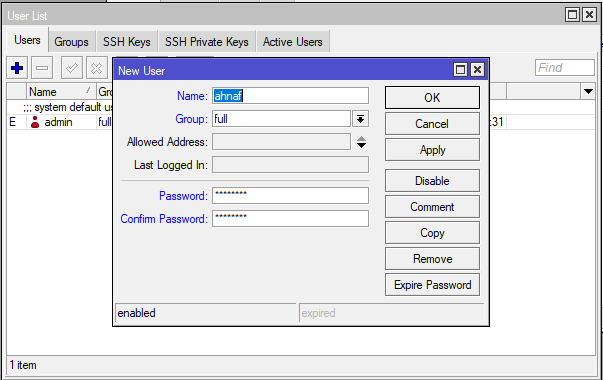 User List
Users Groups SSH Keys SSH Private Keys Active Users
Find
Name
;;; system default us
E admin full :31
New User
Name: ahnaf OK
Group: full Cancel
Allowed Address: Apply
Last Logged In:
Disable
Password: ********
Comment
Confirm Password: ********
Copy
Remove
Expire Password
enabled expired
1 item